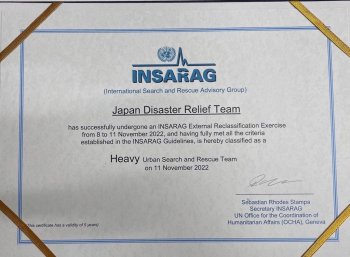 INSARAG
(International Search and Rescue Advisory Group)
Japan Disaster Relief Team
has successfully undergone an INSARAG External Reclassification Exercise
from 8 to 11 November 2022, and having fully met all the criteria
established in the INSARAG Guidelines, is hereby classified as a
Heavy Urban Search and Rescue Team
on 11 November 2022
Sebastian Rhodes Stampa
Secretary INSARAG
UN Office for the Coordination of
Humanitarian Affairs (OCHA), Geneva
certificate has a validity of 5 years